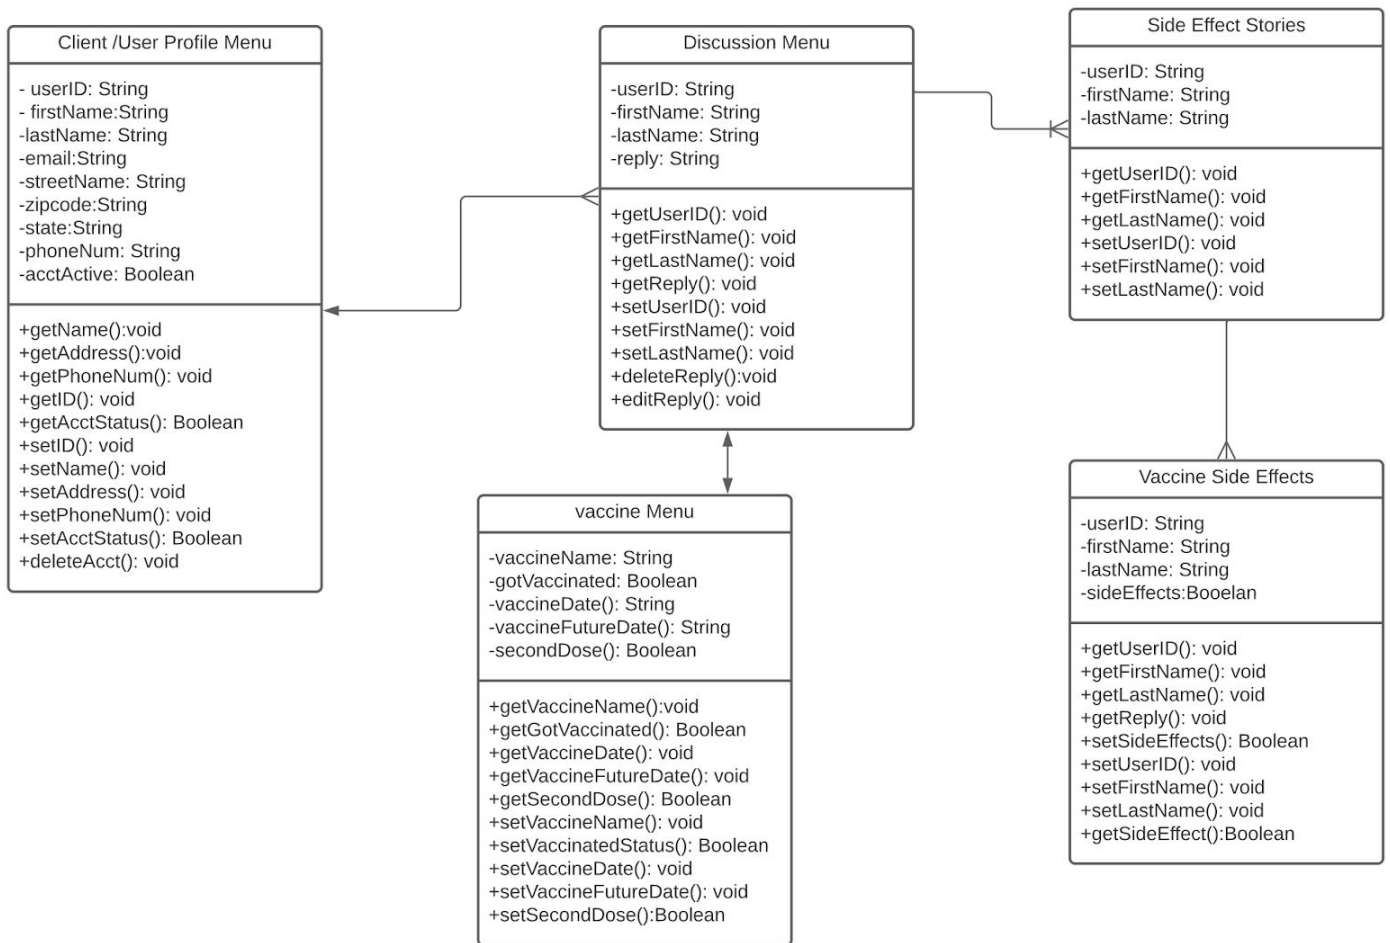 Client /User Profile Menu
- userID: String
- firstName:String
-lastName: String
-email:String
-streetName: String
-zipcode:String
-state:String
-phoneNum: String
-acctActive: Boolean
+getName():void
+getAddress():void
+getPhoneNum(): void
+getID(): void
+getAcctStatus(): Boolean
+setID(): void
+setName(): void
+setAddress(): void
+setPhoneNum(): void
+setAcctStatus(): Boolean
+deleteAcct(): void
Discussion Menu
-userID: String
-firstName: String
-lastName: String
-reply: String
+getUserID(): void
+getFirstName(): void
+getLastName(): void
+getReply(): void
+setUserID(): void
+setFirstName(): void
+setLastName(): void
+deleteReply():void
+editReply(): void
vaccine Menu
-vaccineName: String
-gotVaccinated: Boolean
-vaccineDate(): String
-vaccineFutureDate(): String
-secondDose(): Boolean
+getVaccineName():void
+getGotVaccinated(): Boolean
+getVaccineDate(): void
+getVaccineFutureDate(): void
+getSecondDose(): Boolean
+setVaccineName(): void
+setVaccinatedStatus(): Boolean
+setVaccineDate(): void
+setVaccineFutureDate(): void
+setSecondDose():Boolean
Side Effect Stories
-userID: String
-firstName: String
-lastName: String
+getUserID(): void
+getFirstName(): void
+getLastName(): void
+setUserID(): void
+setFirstName(): void
+setLastName(): void
Vaccine Side Effects
-userID: String
-firstName: String
-lastName: String
-sideEffects:Booelan
+getUserID(): void
+getFirstName(): void
+getLastName(): void
+getReply(): void
+setSideEffects(): Boolean
+setUserID(): void
+setFirstName(): void
+setLastName(): void
+getSideEffect():Boolean